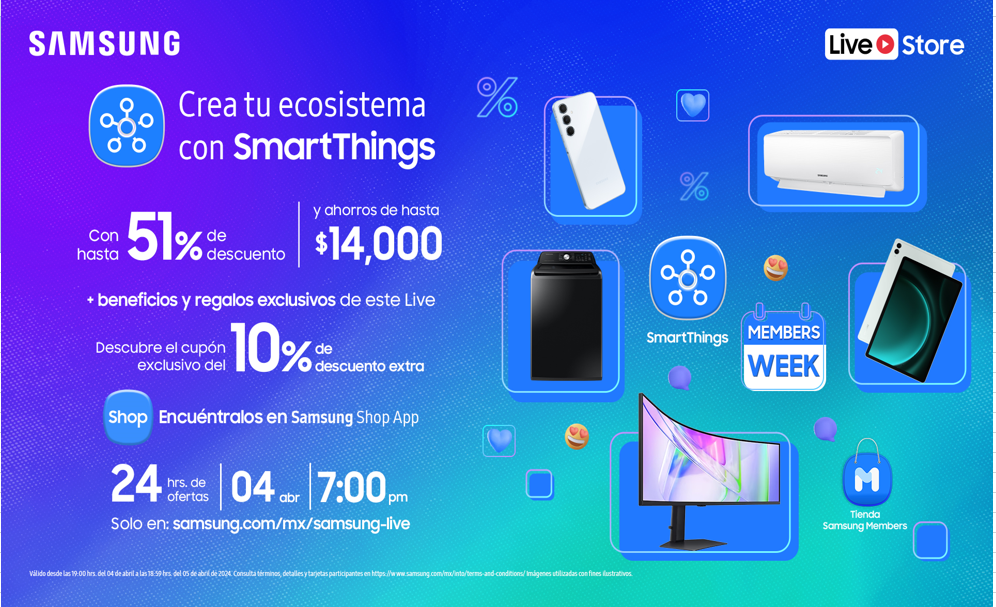 SAMSUNG
Live Store
Crea tu ecosistema
con SmartThings
Con hasta 51% de descuento
y ahorros de hasta
$14,000
+ beneficios y regalos exclusivos de este Live
Descubre el cupón
exclusivo del 10% de
descuento extra
Shop Encuéntralos en Samsung Shop App
24 hrs. de ofertas 04 abr 7:00 pm
Solo en: samsung.com/mx/samsung-live
SAMSUNG
SmartThings
MEMBERS
WEEK
M
Tienda
Samsung Members
Válido desde las 19:00 hrs. del 04 de abril a las 18:59 hrs. del 05 de abril de 2024. Consulta términos, detalles y tarjetas participantes en https://www.samsung.com/mx/into/terms-and-conditions/ Imágenes utilizadas con fines ilustrativos.